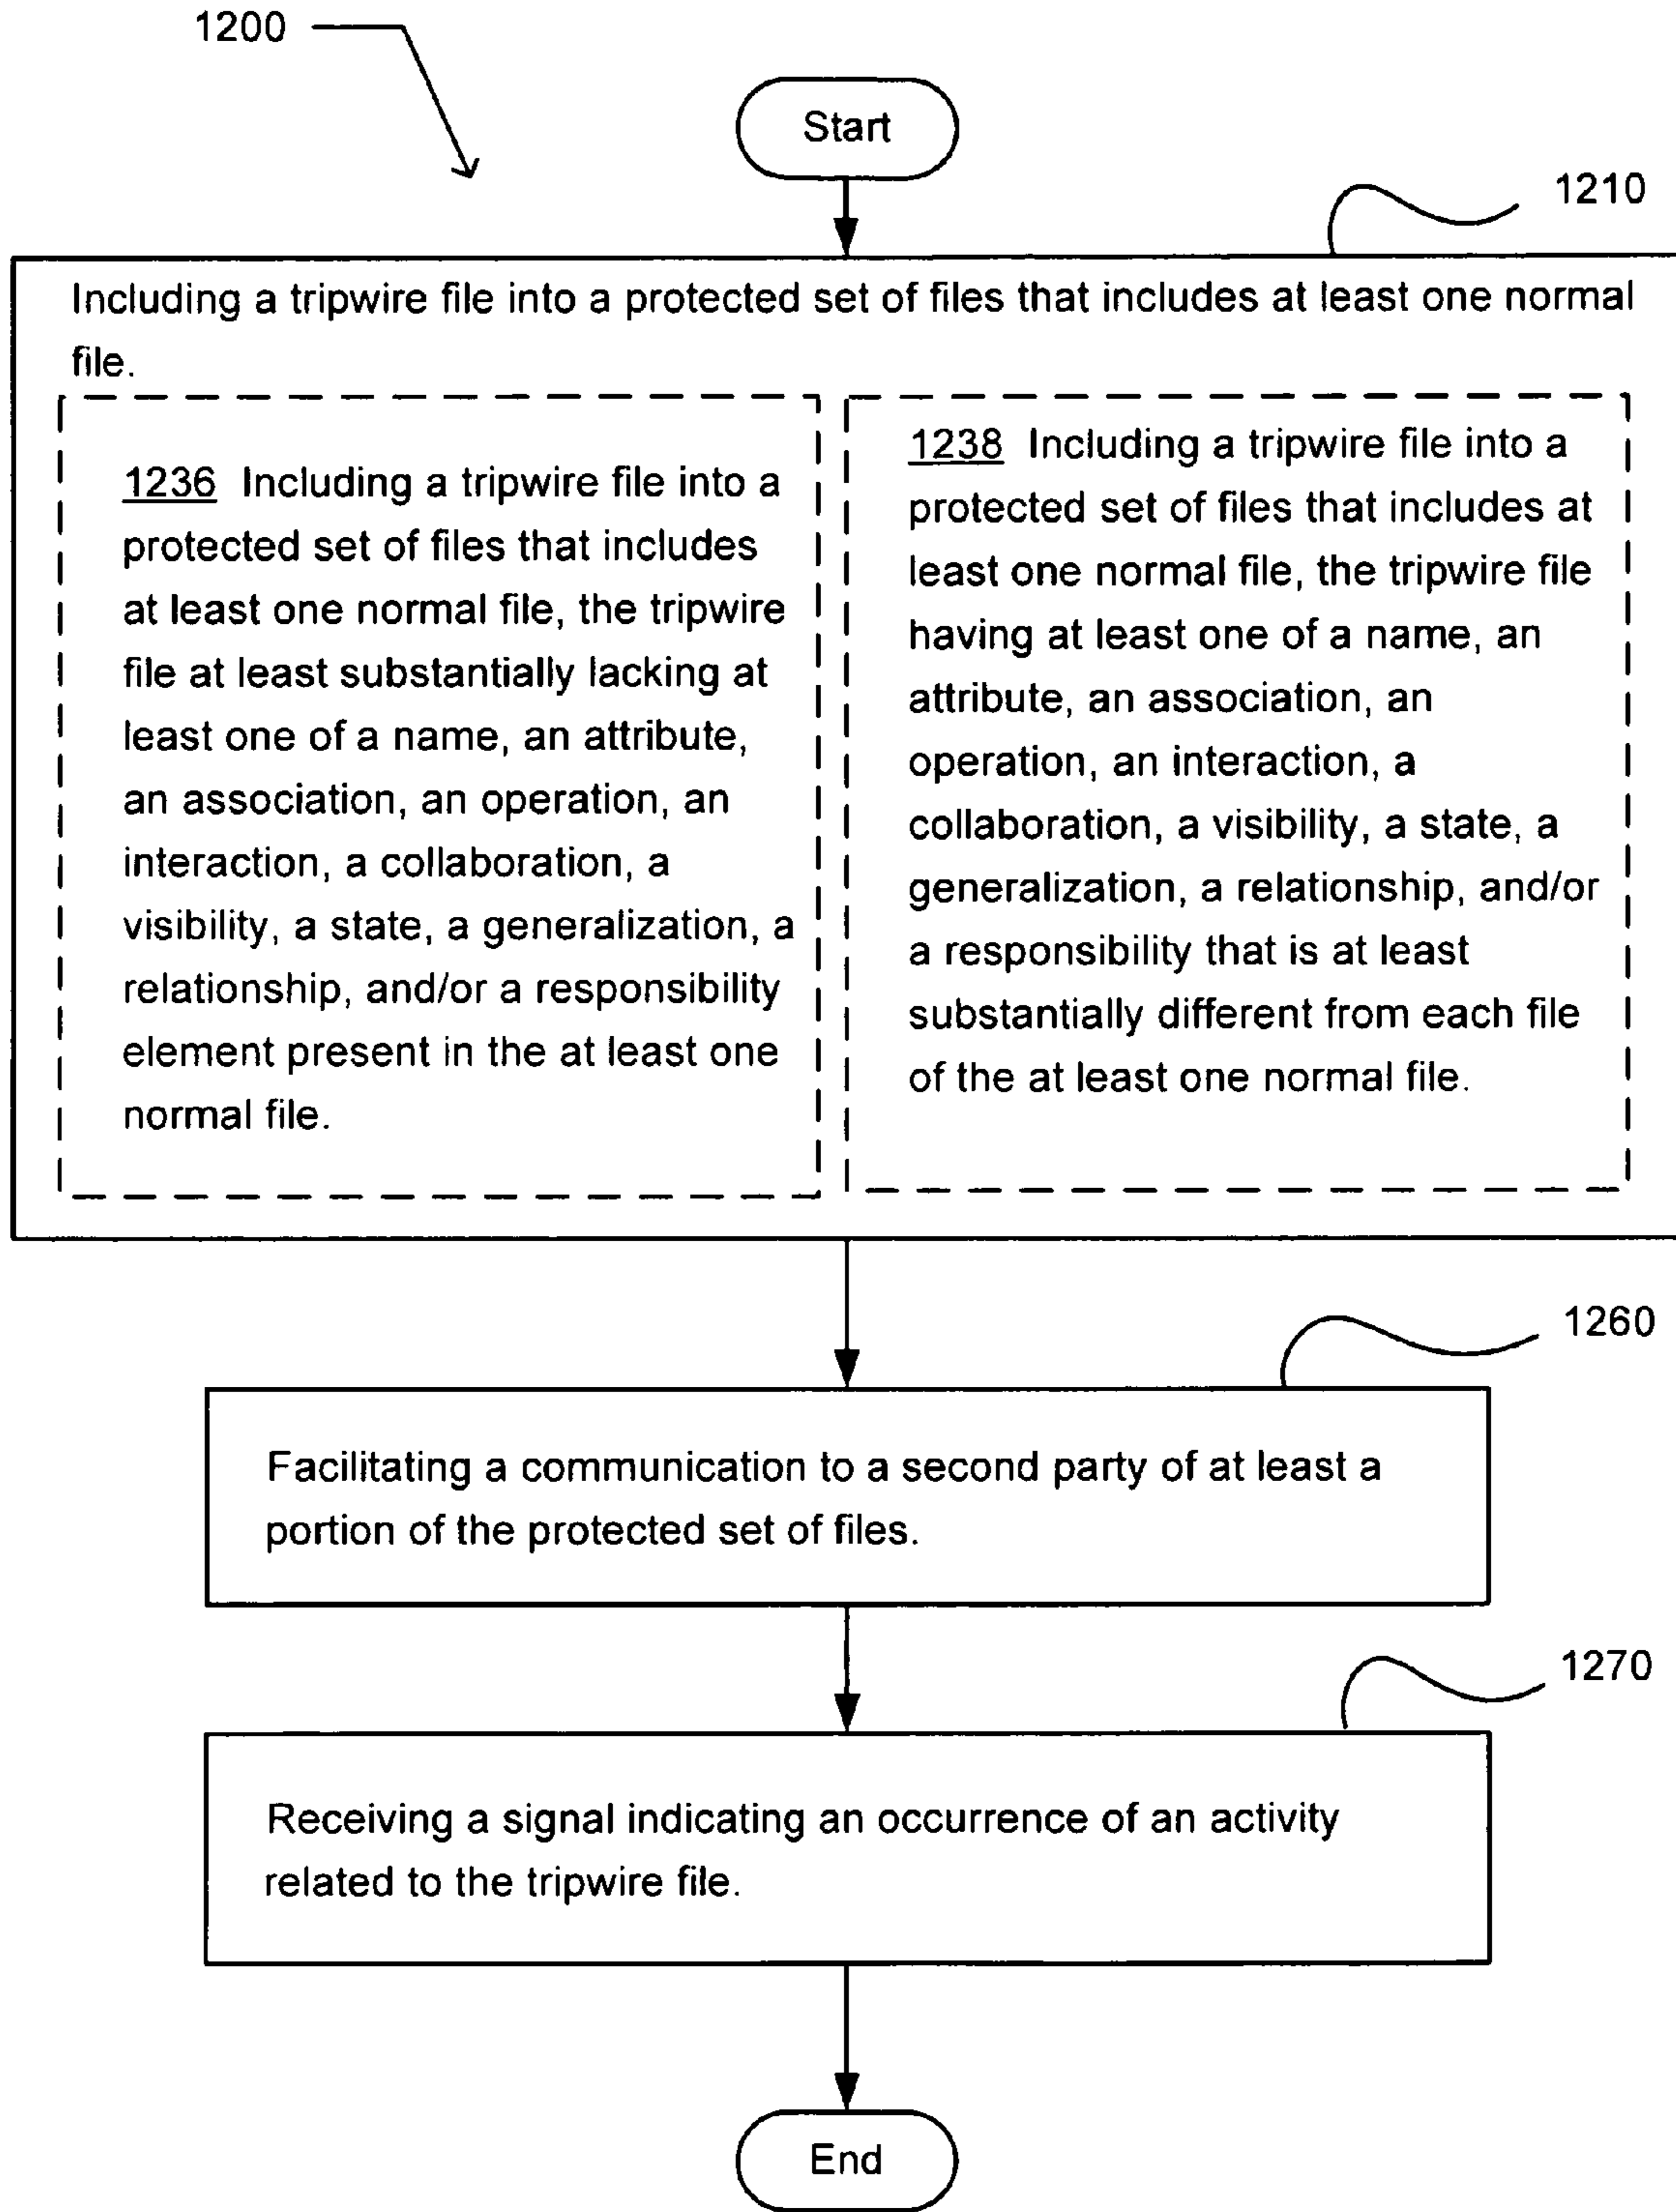 1200
Start
1210
Including a tripwire file into a protected set of files that includes at least one normal
file.
1236 Including a tripwire file into a
protected set of files that includes
at least one normal file, the tripwire
file at least substantially lacking at
least one of a name, an attribute,
an association, an operation, an
interaction, a collaboration, a
visibility, a state, a generalization, a
relationship, and/or a responsibility
element present in the at least one
normal file.
1238 Including a tripwire file into a
protected set of files that includes at
least one normal file, the tripwire file
having at least one of a name, an
attribute, an association, an
operation, an interaction, a
collaboration, a visibility, a state, a
generalization, a relationship, and/or
a responsibility that is at least
substantially different from each file
of the at least one normal file.
1260
Facilitating a communication to a second party of at least a
portion of the protected set of files.
1270
Receiving a signal indicating an occurrence of an activity
related to the tripwire file.
End